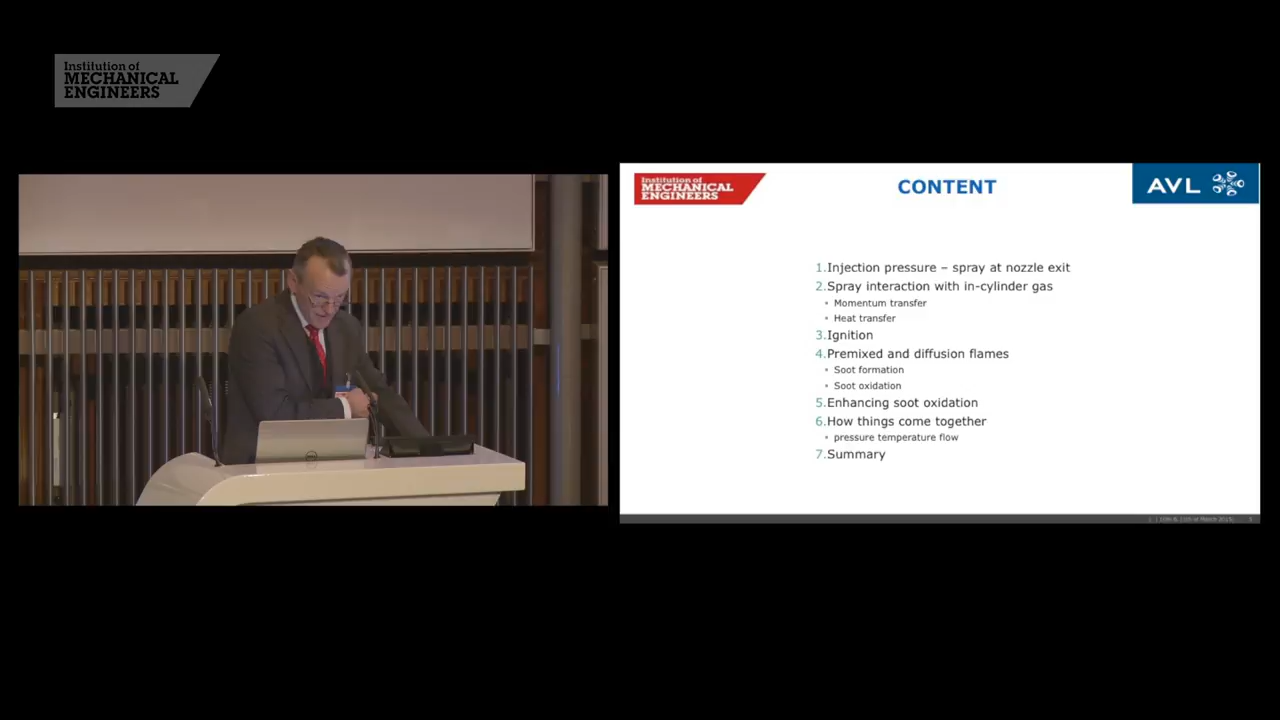 Institution of
MECHANICAL
ENGINEERS
Institution of
MECHANICAL
ENGINEERS
CONTENT
AVL
1.Injection pressure – spray at nozzle exit
2.Spray interaction with in-cylinder gas
• Momentum transfer
• Heat transfer
3.Ignition
4.Premixed and diffusion flames
• Soot formation
• Soot oxidation
5.Enhancing soot oxidation
6.How things come together
• pressure temperature flow
7.Summary